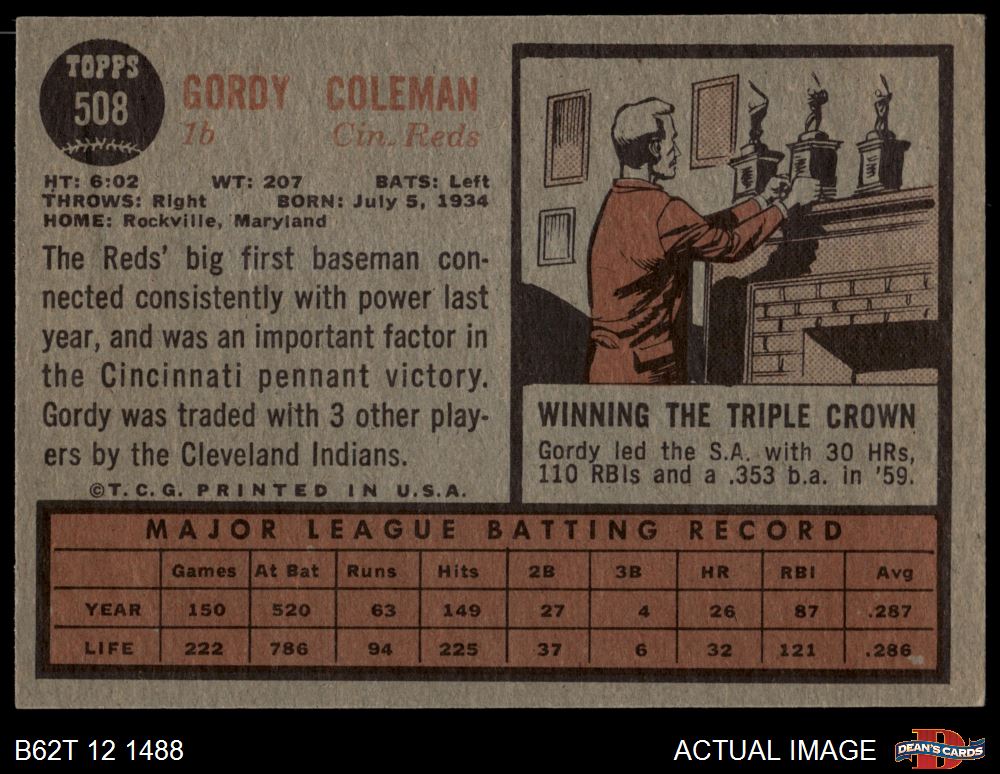 TOPPS
508
GORDY COLEMAN
1b Cin. Reds
HT: 6:02 WT: 207 BATS: Left
THROWS: Right BORN: July 5, 1934
HOME: Rockville, Maryland
The Reds' big first baseman con-
nected consistently with power last
year, and was an important factor in
the Cincinnati pennant victory.
Gordy was traded with 3 other play-
ers by the Cleveland Indians.
©T.C.G. PRINTED IN U.S.A.
WINNING THE TRIPLE CROWN
Gordy led the S.A. with 30 HRs,
110 RBIs and a .353 b.a. in '59.
MAJOR LEAGUE BATTING RECORD
Games At Bat Runs Hits 2B 3B HR RBI Avg
YEAR 150 520 63 149 27 4 26 87 .287
LIFE 222 786 94 225 37 6 32 121 .286
B62T 12 1488 ACTUAL IMAGE D DEAN'S CARDS